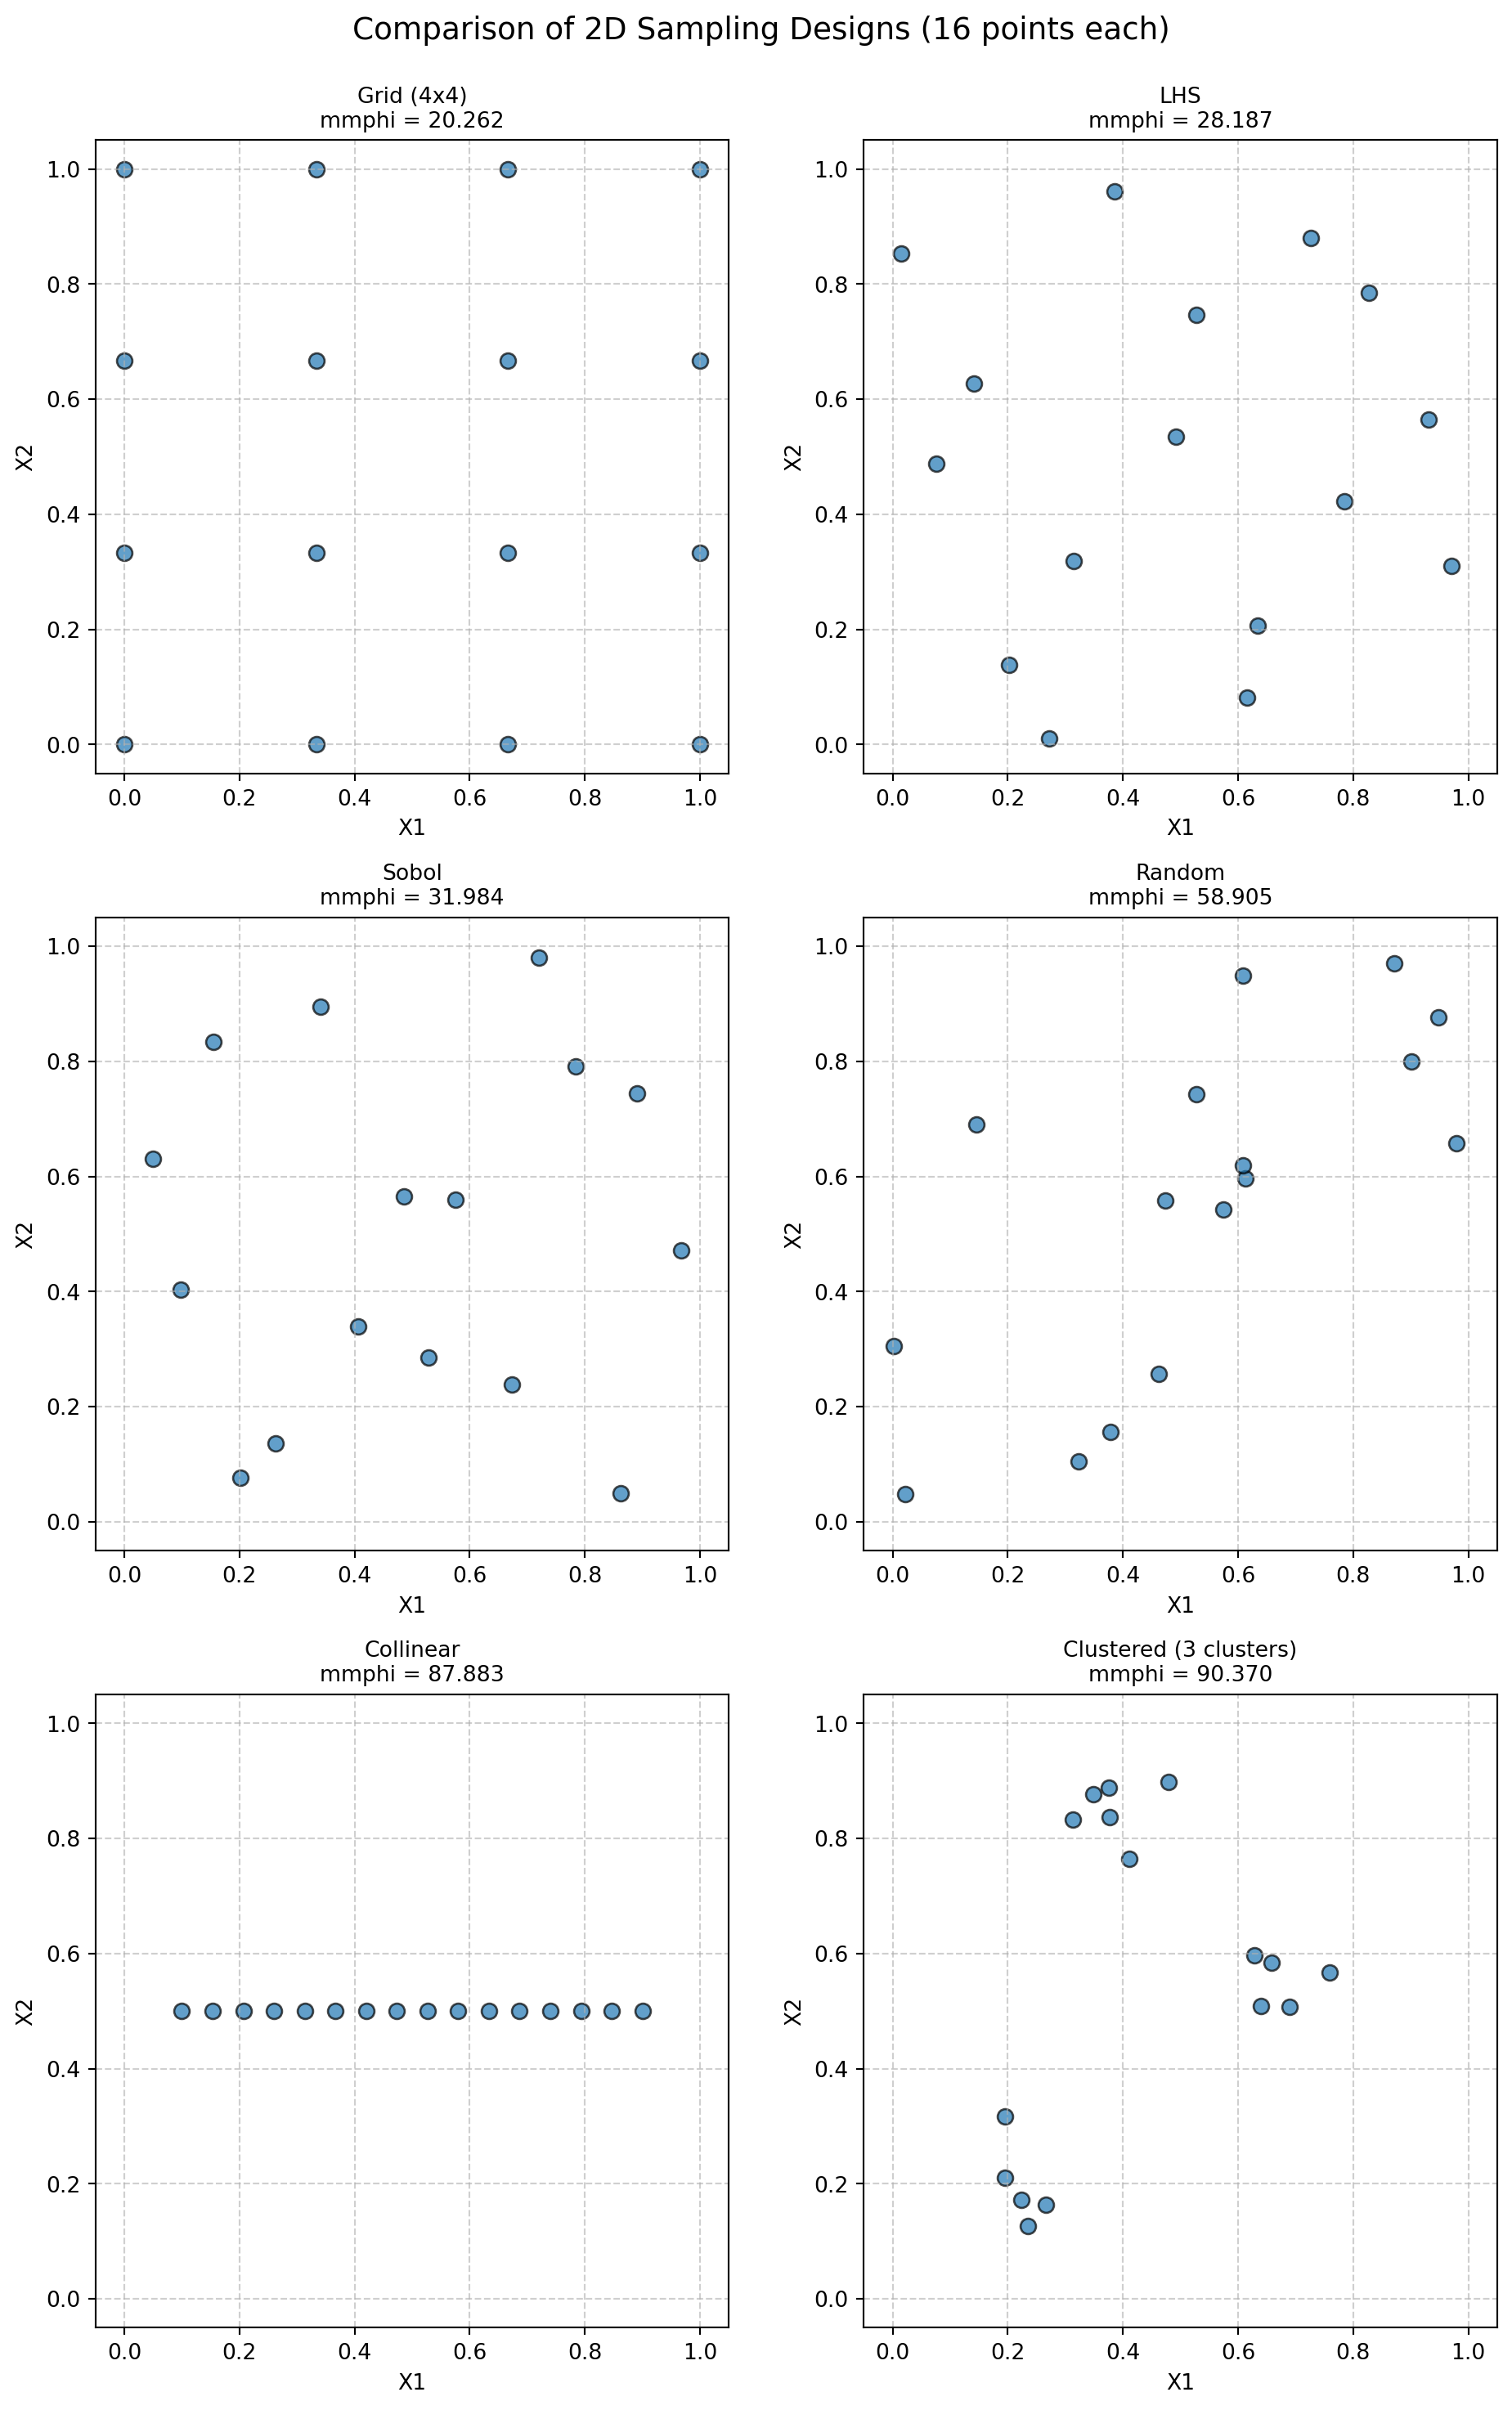 Comparison of 2D Sampling Designs (16 points each)
Grid (4x4)
mmphi = 20.262
1.0
0.8
0.6
0.4
0.2
0.0
X2
0.0 0.2 0.4 0.6 0.8 1.0
X1
LHS
mmphi = 28.187
1.0
0.8
0.6
0.4
0.2
0.0
X2
0.0 0.2 0.4 0.6 0.8 1.0
X1
Sobol
mmphi = 31.984
1.0
0.8
0.6
0.4
0.2
0.0
X2
0.0 0.2 0.4 0.6 0.8 1.0
X1
Random
mmphi = 58.905
1.0
0.8
0.6
0.4
0.2
0.0
X2
0.0 0.2 0.4 0.6 0.8 1.0
X1
Collinear
mmphi = 87.883
1.0
0.8
0.6
0.4
0.2
0.0
X2
0.0 0.2 0.4 0.6 0.8 1.0
X1
Clustered (3 clusters)
mmphi = 90.370
1.0
0.8
0.6
0.4
0.2
0.0
X2
0.0 0.2 0.4 0.6 0.8 1.0
X1